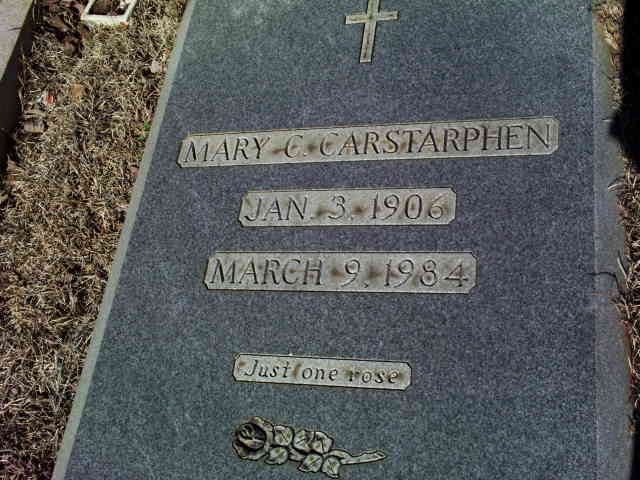 MARY C. CARSTARPHEN
JAN. 3, 1906
MARCH 9, 1984
Just one rose